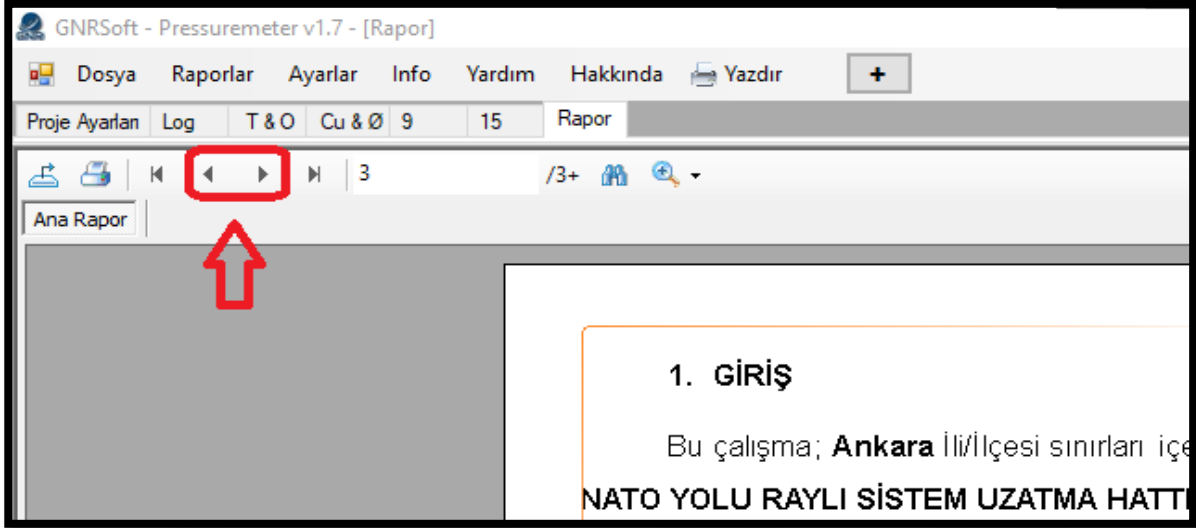 GNRSoft - Pressuremeter v1.7 - [Rapor]
Dosya Raporlar Ayarlar Info Yardım Hakkında Yazdır +
Proje Ayarları Log T & O Cu & Ø 9 15 Rapor
3 /3+
Ana Rapor
1. GİRİŞ
Bu çalışma; Ankara İli/İlçesi sınırları içe
NATO YOLU RAYLI SİSTEM UZATMA HATTI